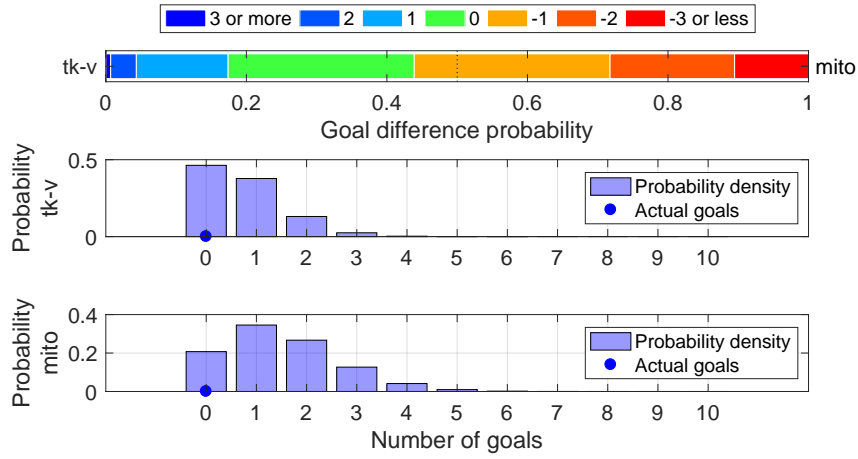 3 or more 2 1 0 -1 -2 -3 or less
tk-v mito
0 0.2 0.4 0.6 0.8 1
Goal difference probability
Probability
tk-v
0.5
0
Probability density
Actual goals
0 1 2 3 4 5 6 7 8 9 10
Probability
mito
0.4
0.2
0
Probability density
Actual goals
0 1 2 3 4 5 6 7 8 9 10
Number of goals